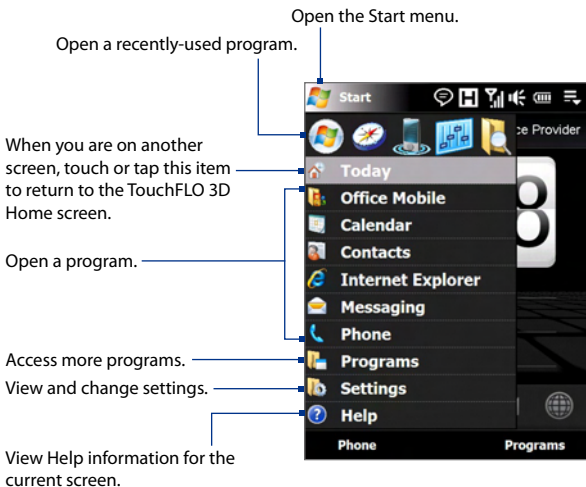 Open the Start menu.
Open a recently-used program.
When you are on another
screen, touch or tap this item
to return to the TouchFLO 3D
Home screen.
Open a program.
Access more programs.
View and change settings.
View Help information for the
current screen.
Start
H
ce Provider
Today
Office Mobile
Calendar
Contacts
Internet Explorer
Messaging
Phone
Programs
Settings
Help
8
Phone
Programs